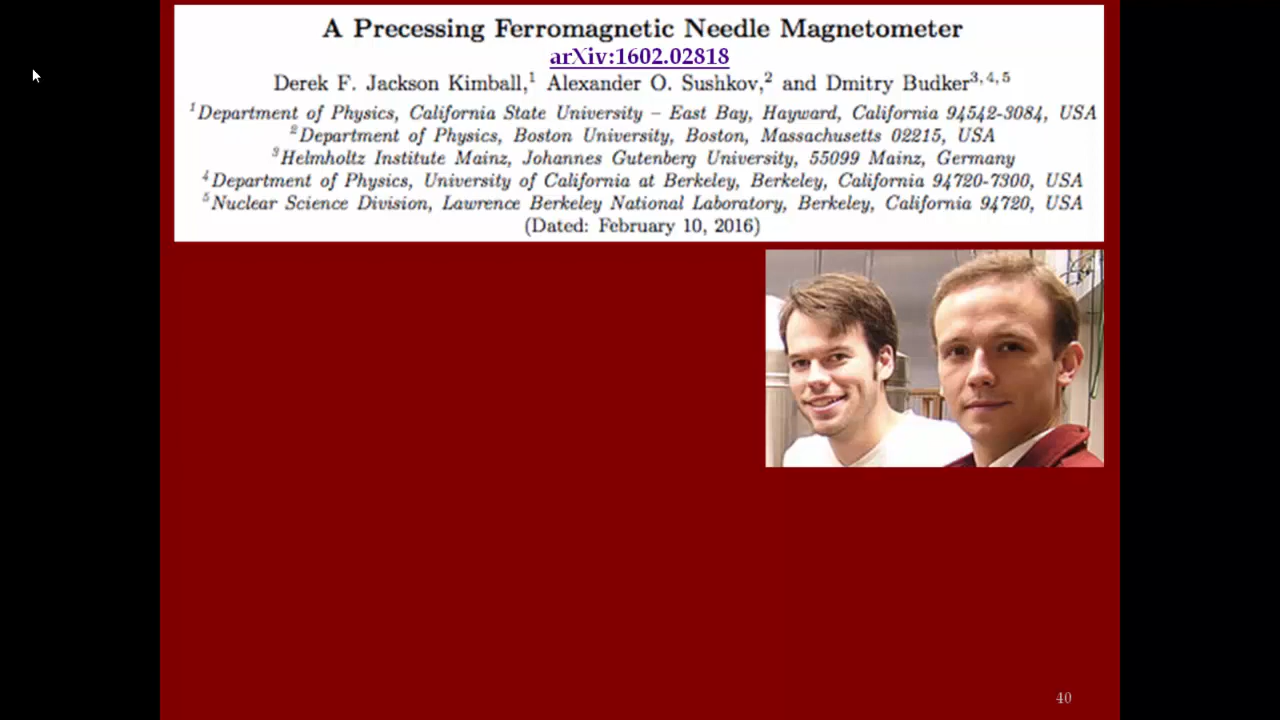 A Precessing Ferromagnetic Needle Magnetometer
arXiv:1602.02818
Derek F. Jackson Kimball,¹ Alexander O. Sushkov,² and Dmitry Budker³,⁴,⁵
¹Department of Physics, California State University – East Bay, Hayward, California 94542-3084, USA
²Department of Physics, Boston University, Boston, Massachusetts 02215, USA
³Helmholtz Institute Mainz, Johannes Gutenberg University, 55099 Mainz, Germany
⁴Department of Physics, University of California at Berkeley, Berkeley, California 94720-7300, USA
⁵Nuclear Science Division, Lawrence Berkeley National Laboratory, Berkeley, California 94720, USA
(Dated: February 10, 2016)
40